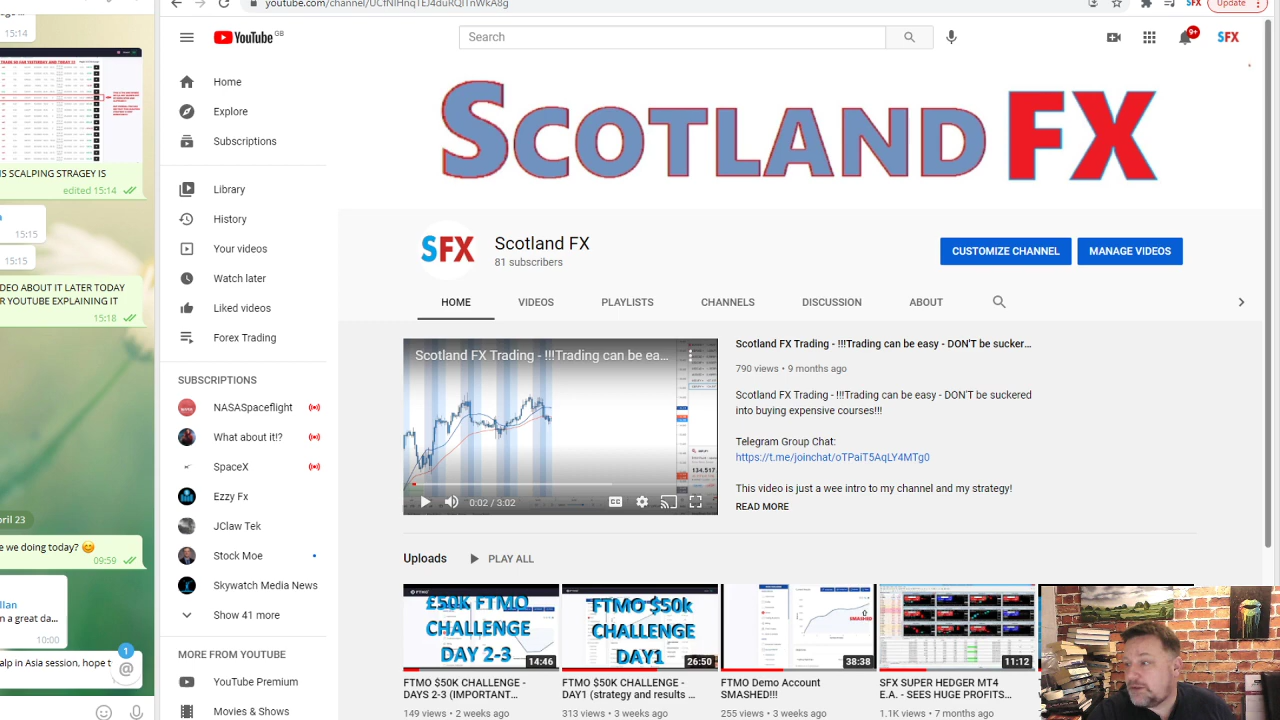 15:14
S SCALPING STRAGEY IS
edited 15:14
15:15
15:15
DEO ABOUT IT LATER TODAY
R YOUTUBE EXPLAINING IT
15:18
pril 23
e we doing today? 😊
09:59
llan
m a great da...
10:00
1
@
alp in Asia session, hope t
youtube.com/channel/UCfNIHnqTEJ4duRQITnWkA8g
SFX
Update
YouTube GB
Search
9+
SFX
Home
Explore
Subscriptions
Library
History
Your videos
Watch later
Liked videos
Forex Trading
SUBSCRIPTIONS
NASASpaceflight
What about it!?
SpaceX
Ezzy Fx
JClaw Tek
Stock Moe
Skywatch Media News
Show 41 more
MORE FROM YOUTUBE
YouTube Premium
Movies & Shows
SCOTLAND FX
SFX
Scotland FX
81 subscribers
CUSTOMIZE CHANNEL
MANAGE VIDEOS
HOME
VIDEOS
PLAYLISTS
CHANNELS
DISCUSSION
ABOUT
Scotland FX Trading - !!!Trading can be ea...
134.517
0:02 / 3:02
CC
Scotland FX Trading - !!!Trading can be easy - DON'T be sucker...
790 views • 9 months ago
Scotland FX Trading - !!!Trading can be easy - DON'T be suckered
into buying expensive courses!!!
Telegram Group Chat:
https://t.me/joinchat/oTPaiT5AqLY4MTg0
This video is just a wee intro to my channel and my strategy!
READ MORE
Uploads
PLAY ALL
FTMO
£50K FTMO
CHALLENGE
DAY 2-3
14:46
FTMO $50K CHALLENGE -
DAYS 2-3 (IMPORTANT...
149 views • 2 weeks ago
FTMO
FTMO $50k
CHALLENGE
DAY1
26:50
FTMO $50K CHALLENGE -
DAY1 (strategy and results ...
313 views • 3 weeks ago
SMASHED!!!
38:38
FTMO Demo Account
SMASHED!!!
255 views • 3 weeks ago
11:12
SFX SUPER HEDGER MT4
E.A. - SEES HUGE PROFITS...
1.1K views • 7 months ago